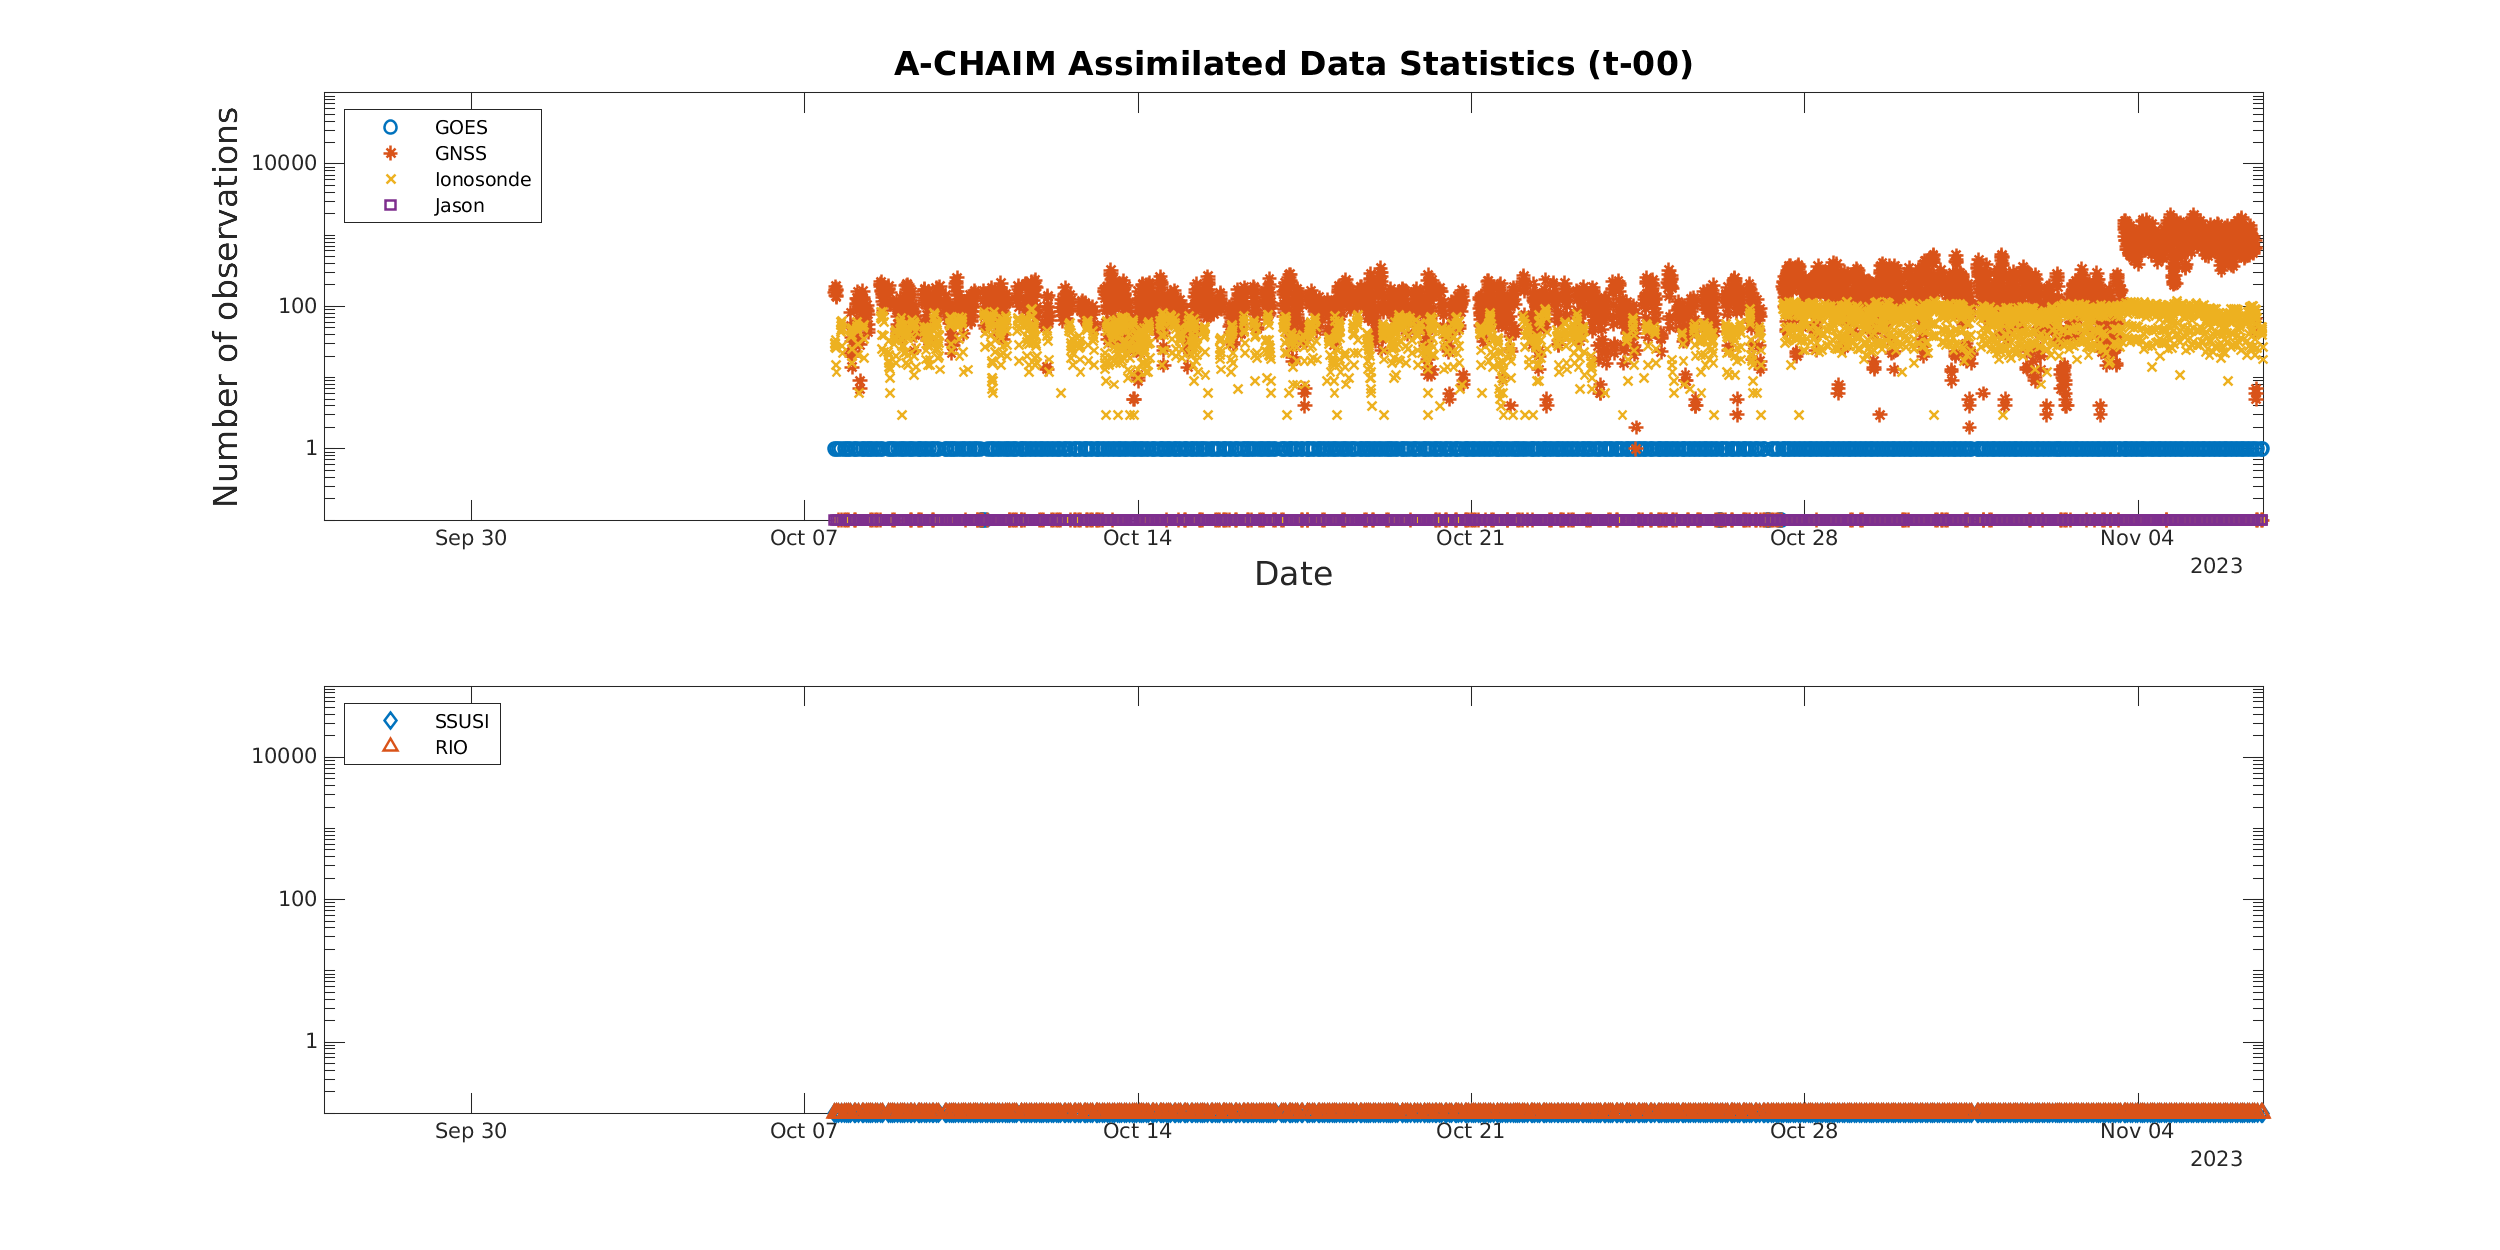 A-CHAIM Assimilated Data Statistics (t-00)
Number of observations
GOES
GNSS
Ionosonde
Jason
10000
100
1
Sep 30 Oct 07 Oct 14 Oct 21 Oct 28 Nov 04
2023
Date
SSUSI
RIO
10000
100
1
Sep 30 Oct 07 Oct 14 Oct 21 Oct 28 Nov 04
2023